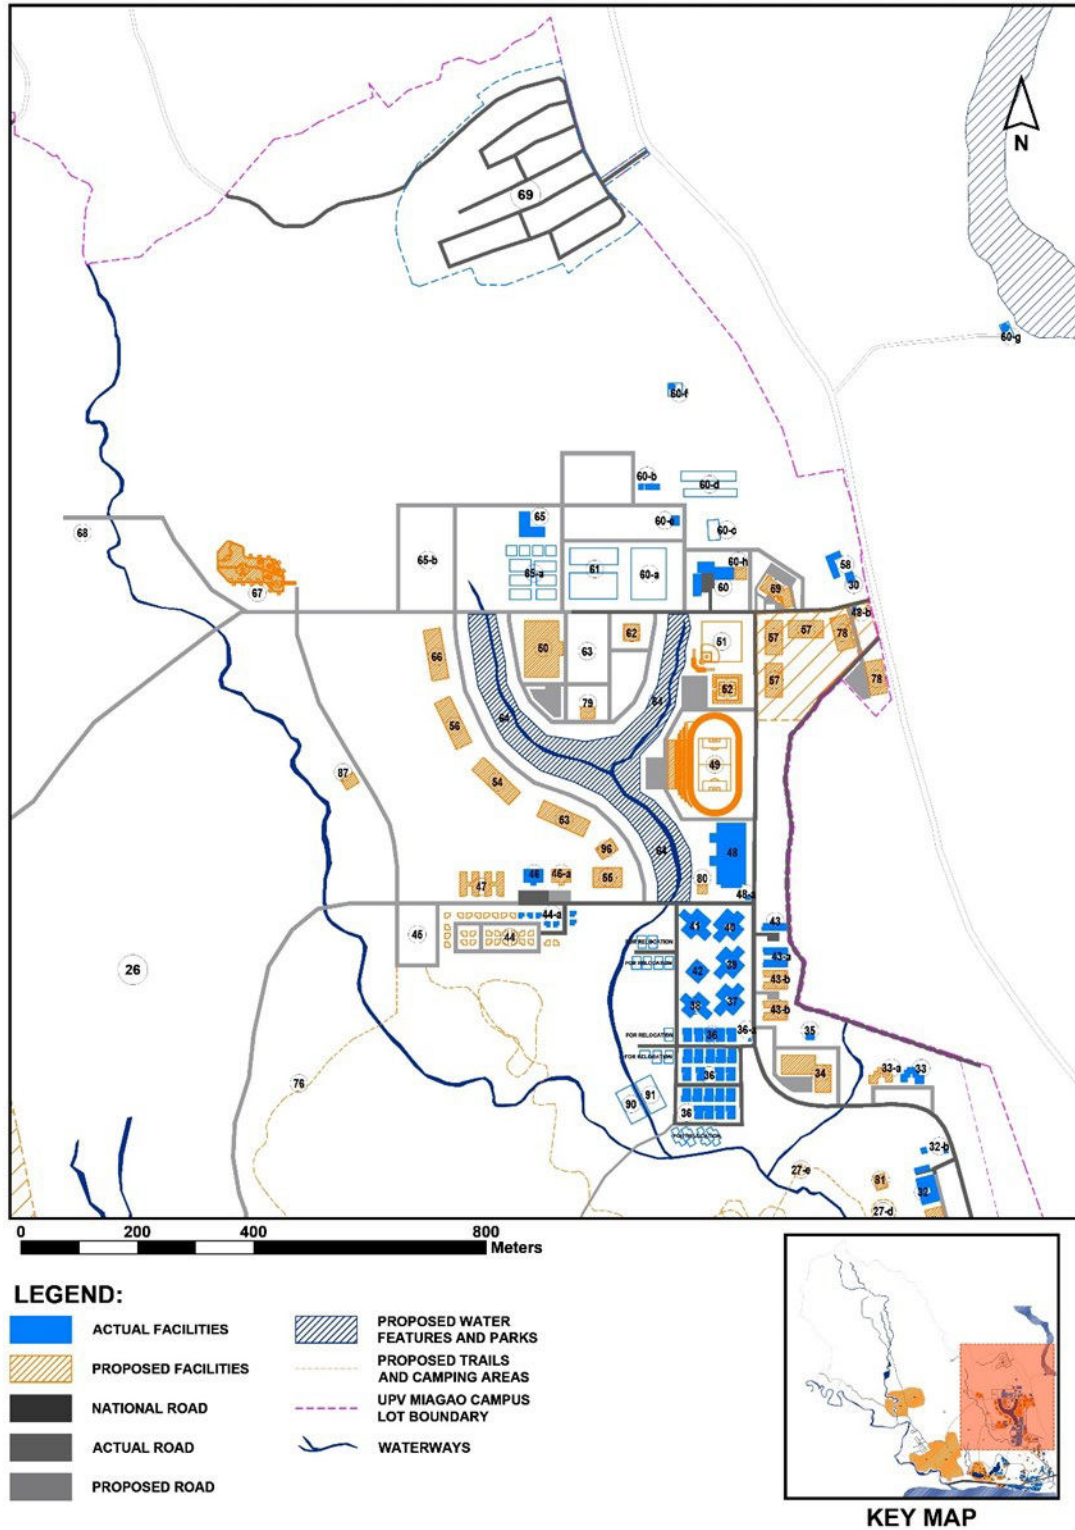 N
69
60-g
60-f
60-b
60-d
65
60-e
60-c
68
65-b
65-a
61
60-a
60-h
60
58
30
67
59
48-b
66
50
63
62
51
57
57
78
57
78
52
79
64
64
56
49
87
54
53
96
64
48
47
46
46-a
55
80
48-a
45
44
44-a
41
40
43
FOR RELOCATION
FOR RELOCATION
42
39
43-a
26
38
37
43-b
43-b
FOR RELOCATION
36
36-a
35
FOR RELOCATION
36
34
33-a
33
76
90
91
36
FOR RELOCATION
32-b
27-e
81
32
27-d
0 200 400 800
Meters
LEGEND:
ACTUAL FACILITIES
PROPOSED FACILITIES
NATIONAL ROAD
ACTUAL ROAD
PROPOSED ROAD
PROPOSED WATER
FEATURES AND PARKS
PROPOSED TRAILS
AND CAMPING AREAS
UPV MIAGAO CAMPUS
LOT BOUNDARY
WATERWAYS
KEY MAP